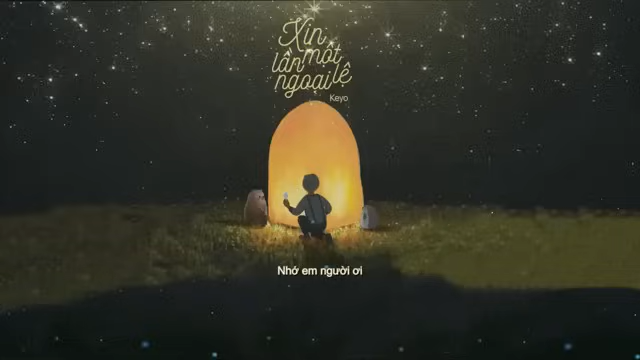 Xin
một
lần
ngoại lệ
Keyo
Nhớ em người ơi